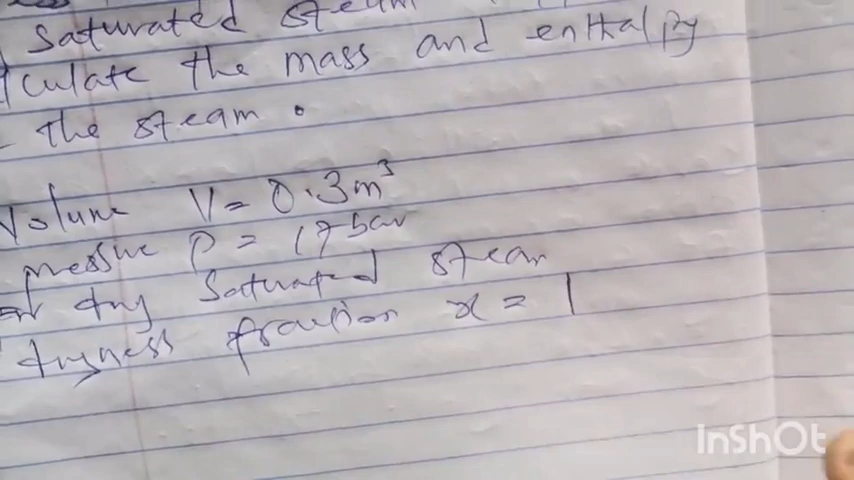 saturated steam
culate the mass and enthalpy
the steam .
Volume V = 0.3m³
pressure P = 17 bar
dry saturated steam
dryness fraction x = 1
InShOt